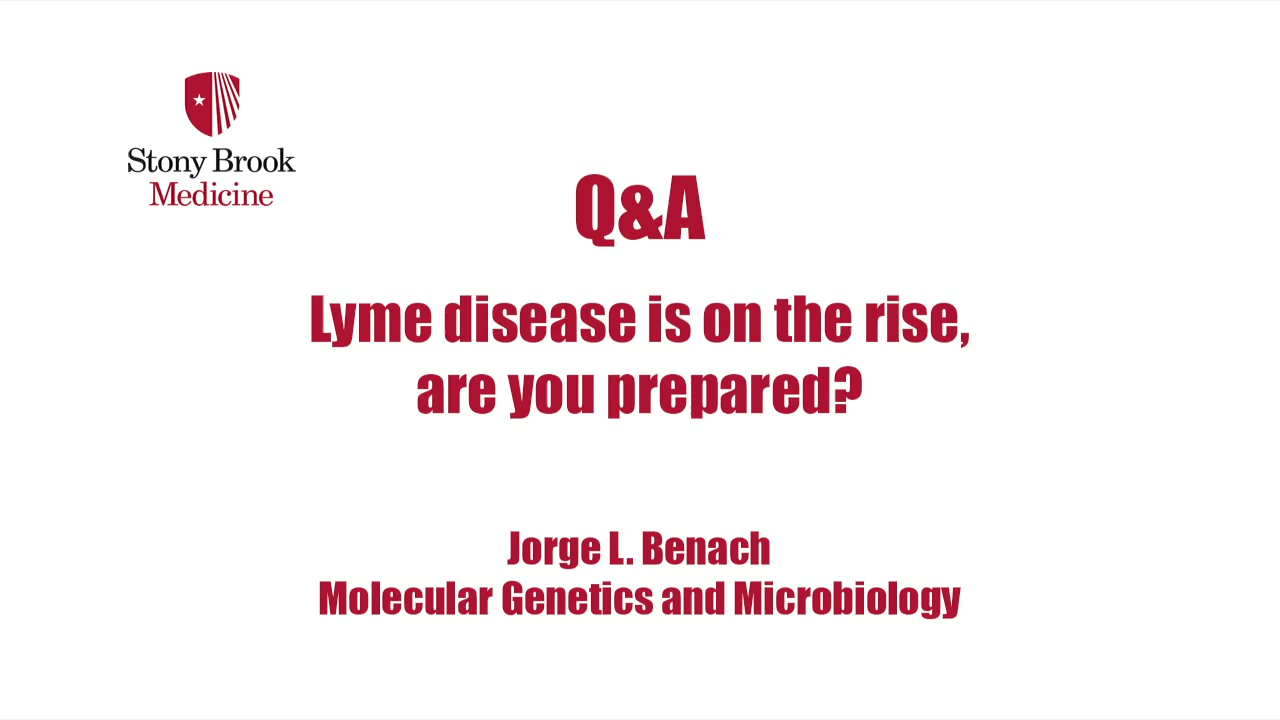 Stony Brook
Medicine
Q&A
Lyme disease is on the rise,
are you prepared?
Jorge L. Benach
Molecular Genetics and Microbiology